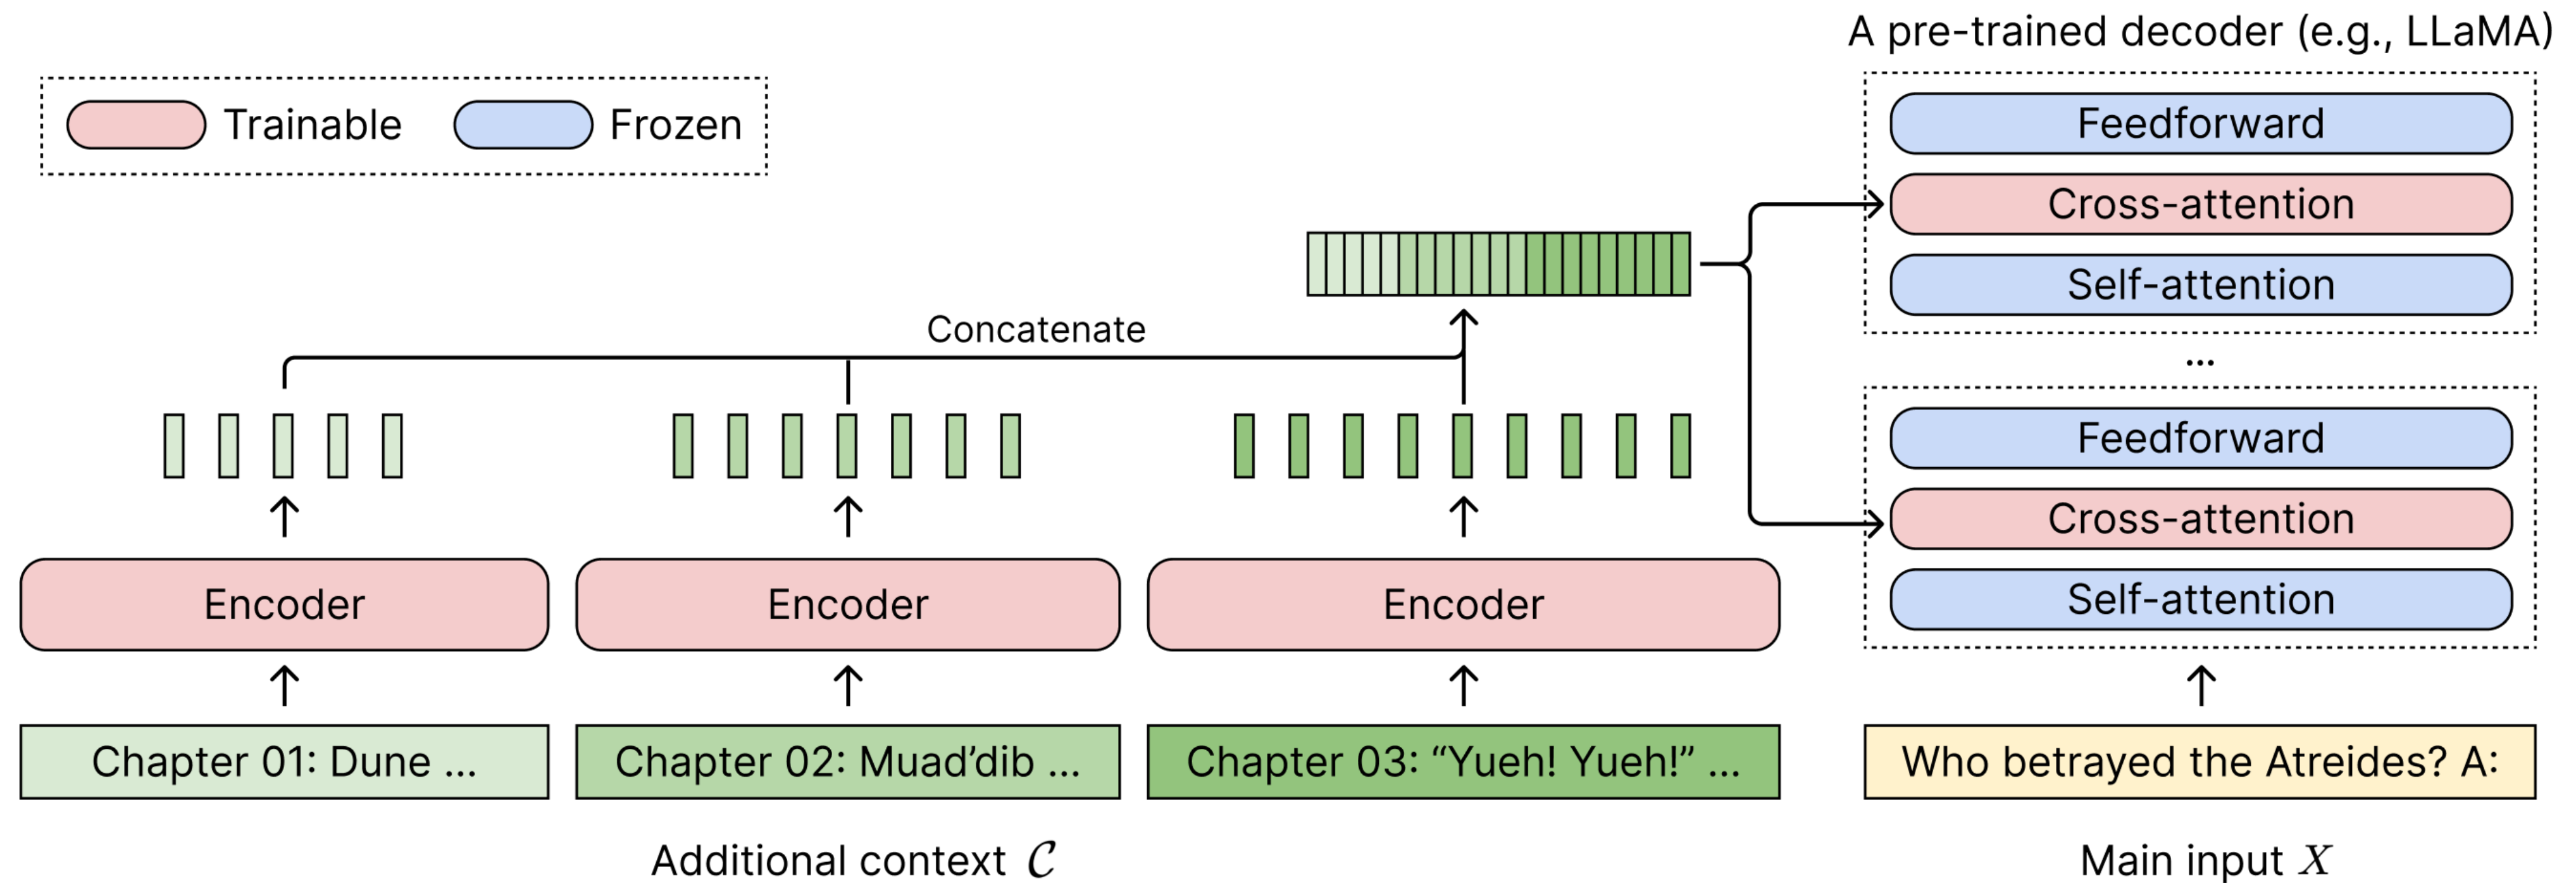 A pre-trained decoder (e.g., LLaMA)
Trainable
Frozen
Feedforward
Cross-attention
Self-attention
...
Feedforward
Cross-attention
Self-attention
Concatenate
Encoder
Encoder
Encoder
Chapter 01: Dune ...
Chapter 02: Muad’dib ...
Chapter 03: “Yueh! Yueh!” ...
Who betrayed the Atreides? A:
Additional context 𝒞
Main input X